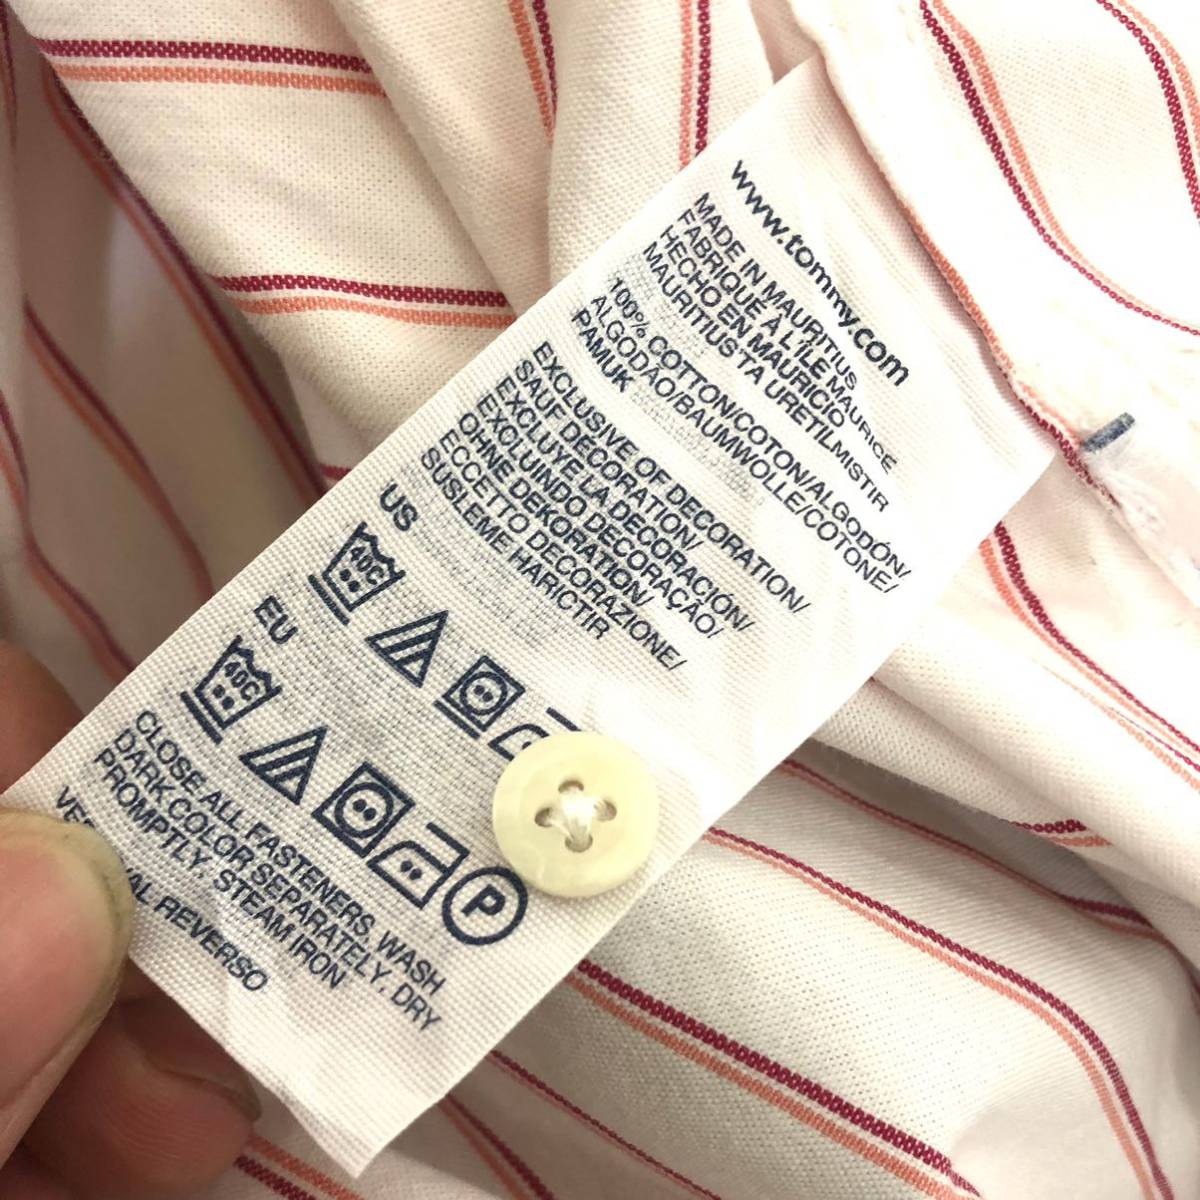 www.tommy.com
MADE IN MAURITIUS
FABRIQUE À L'ÎLE MAURICE
HECHO EN MAURICIO
MAURITIUS'TA URETILMISTIR
100% COTTON/COTON/ALGODÓN/
ALGODÃO/BAUMWOLLE/COTONE/
PAMUK
EXCLUSIVE OF DECORATION/
SAUF DÉCORATION/
EXCLUYE LA DECORACIÓN/
EXCLUINDO DECORAÇÃO/
OHNE DEKORATION/
ECCETTO DECORAZIONE/
SUSLEME HARICTIR
US
40C
EU
40C
P
CLOSE ALL FASTENERS, WASH
DARK COLOR SEPARATELY, DRY
PROMPTLY, STEAM IRON
AL REVERSO